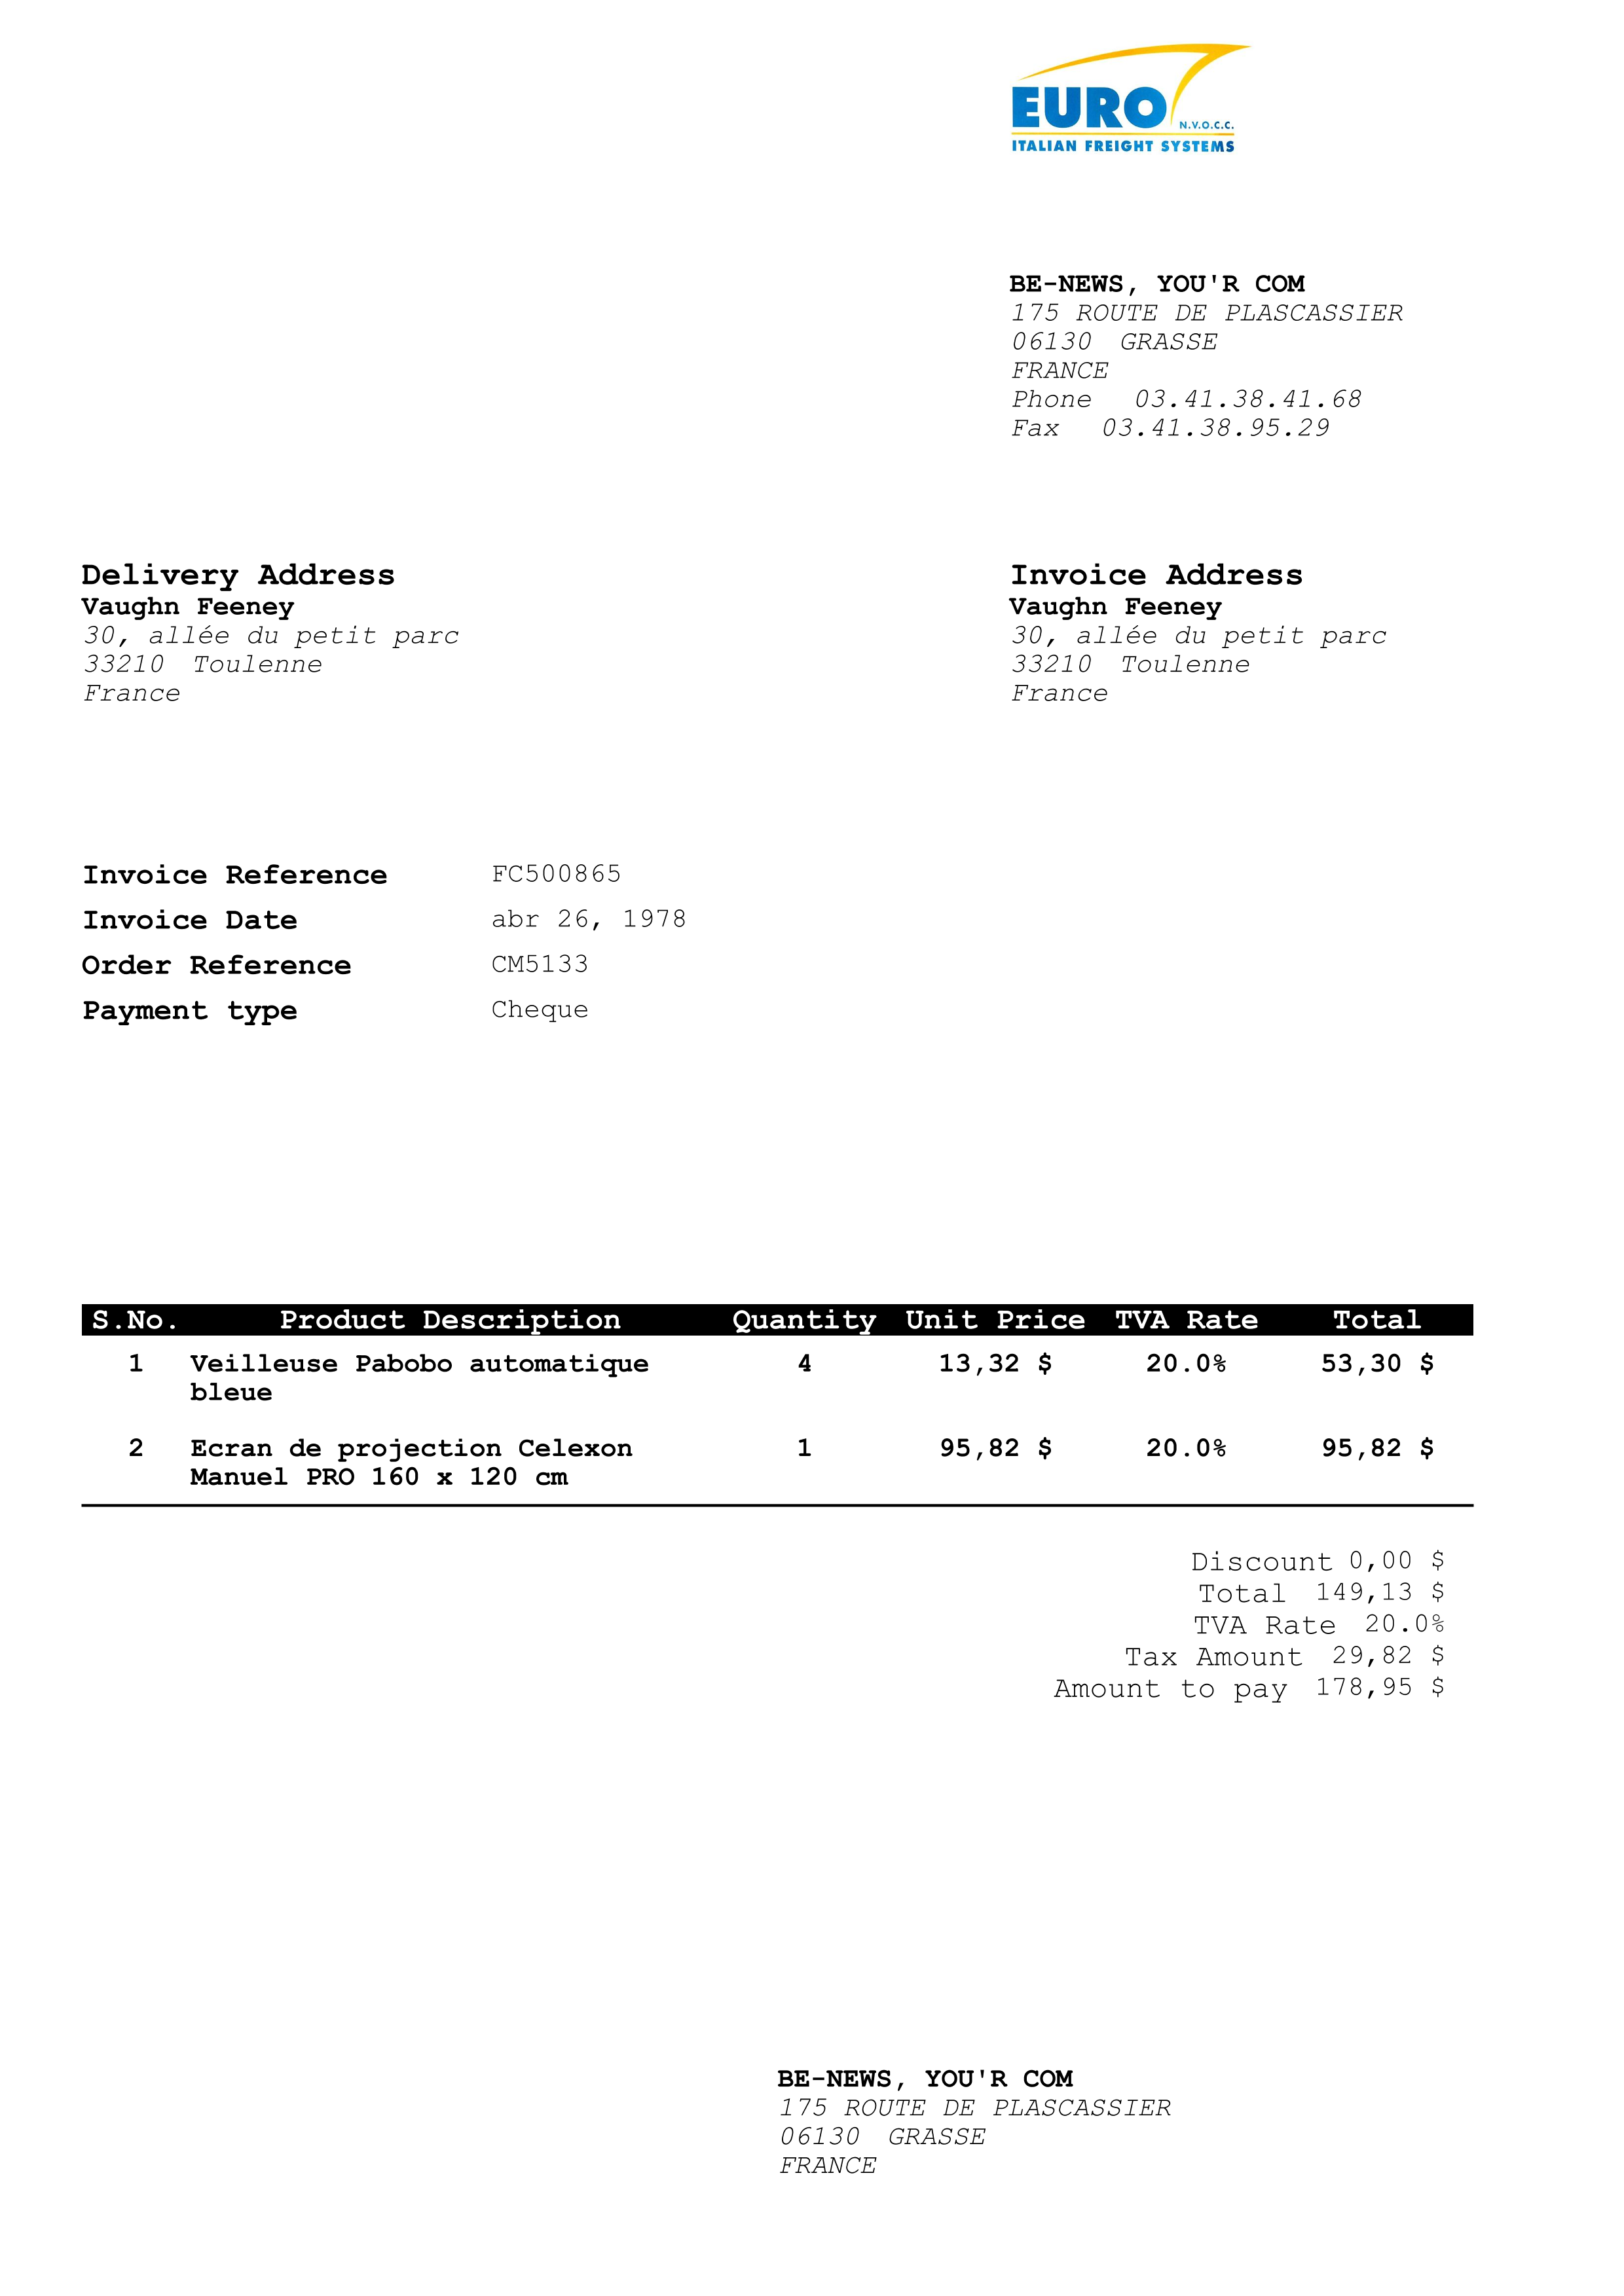 EURO
N.V.O.C.C.
ITALIAN FREIGHT SYSTEMS
BE-NEWS, YOU'R COM
175 ROUTE DE PLASCASSIER
06130 GRASSE
FRANCE
Phone 03.41.38.41.68
Fax 03.41.38.95.29
Delivery Address
Vaughn Feeney
30, allée du petit parc
33210 Toulenne
France
Invoice Address
Vaughn Feeney
30, allée du petit parc
33210 Toulenne
France
Invoice Reference FC500865
Invoice Date abr 26, 1978
Order Reference CM5133
Payment type Cheque
S.No. Product Description Quantity Unit Price TVA Rate Total
1 Veilleuse Pabobo automatique 4 13,32 $ 20.0% 53,30 $
bleue
2 Ecran de projection Celexon 1 95,82 $ 20.0% 95,82 $
Manuel PRO 160 x 120 cm
Discount 0,00 $
Total 149,13 $
TVA Rate 20.0%
Tax Amount 29,82 $
Amount to pay 178,95 $
BE-NEWS, YOU'R COM
175 ROUTE DE PLASCASSIER
06130 GRASSE
FRANCE